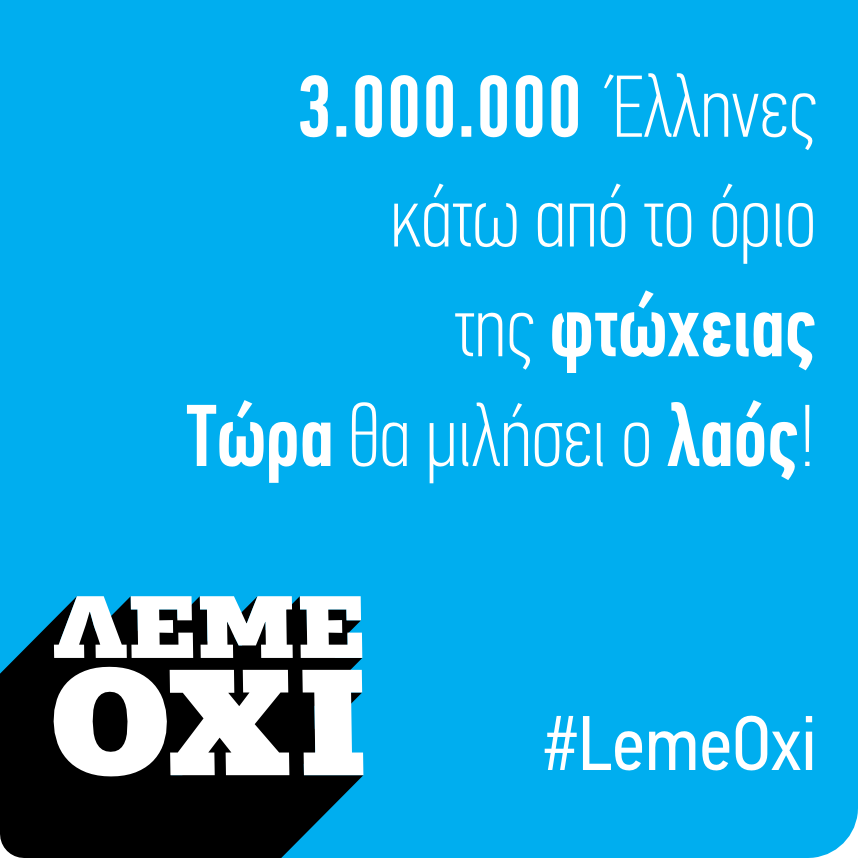 3.000.000 Έλληνες
κάτω από το όριο
της φτώχειας
Τώρα θα μιλήσει ο λαός!
ΛΕΜΕ
ΟΧΙ
#LemeOxi